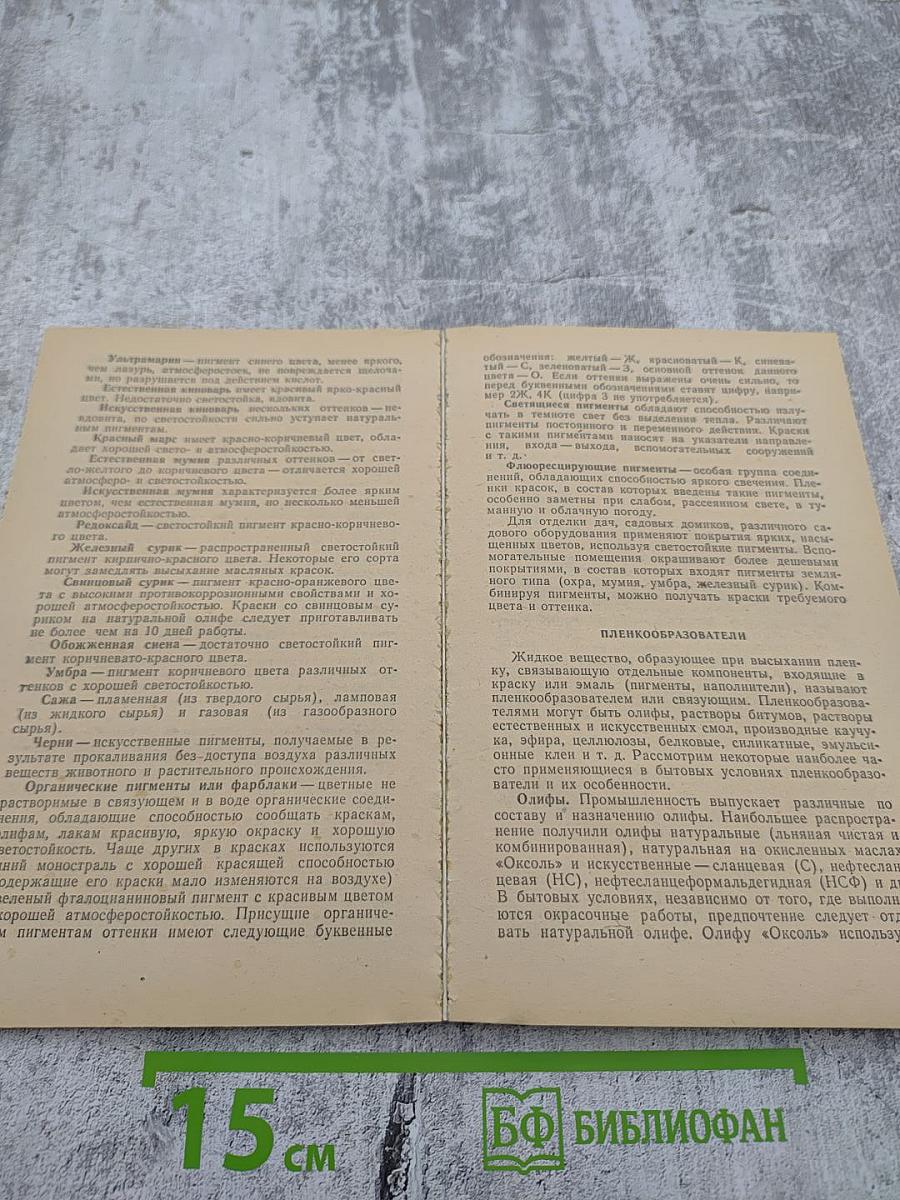 Ультрамарин — пигмент синего цвета, менее яркого,
чем лазурь, атмосферостоек, не повреждается щелоча-
ми, но разрушается под действием кислот.
Естественная киноварь имеет красивый ярко-красный
цвет. Недостаточно светостойка, ядовита.
Искусственная киноварь нескольких оттенков — не-
ядовита, по светостойкости сильно уступает натураль-
ным пигментам.
Красный марс имеет красно-коричневый цвет, обла-
дает хорошей свето- и атмосферостойкостью.
Естественная мумия различных оттенков — от свет-
ло-желтого до коричневого цвета — отличается хорошей
атмосферо- и светостойкостью.
Искусственная мумия характеризуется более ярким
цветом, чем естественная мумия, но несколько меньшей
атмосферостойкостью.
Редоксайд — светостойкий пигмент красно-коричнево-
го цвета.
Железный сурик — распространенный светостойкий
пигмент кирпично-красного цвета. Некоторые его сорта
могут замедлять высыхание масляных красок.
Свинцовый сурик — пигмент красно-оранжевого цве-
та с высокими противокоррозионными свойствами и хо-
рошей атмосферостойкостью. Краски со свинцовым су-
риком на натуральной олифе следует приготавливать
не более чем на 10 дней работы.
Обожженная сиена — достаточно светостойкий пиг-
мент коричневато-красного цвета.
Умбра — пигмент коричневого цвета различных от-
тенков с хорошей светостойкостью.
Сажа — пламенная (из твердого сырья), ламповая
(из жидкого сырья) и газовая (из газообразного
сырья).
Черни — искусственные пигменты, получаемые в ре-
зультате прокаливания без доступа воздуха различных
веществ животного и растительного происхождения.
Органические пигменты или фарблаки — цветные не
растворимые в связующем и в воде органические соеди-
нения, обладающие способностью сообщать краскам,
олифам, лакам красивую, яркую окраску и хорошую
ветостойкость. Чаще других в красках используются
ний моностраль с хорошей красящей способностью
одержащие его краски мало изменяются на воздухе)
зеленый фталоцианиновый пигмент с красивым цветом
хорошей атмосферостойкостью. Присущие органиче-
м пигментам оттенки имеют следующие буквенные
обозначения: желтый — Ж, красноватый — К, синева-
тый — С, зеленоватый — З, основной оттенок данного
цвета — О. Если оттенки выражены очень сильно, то
перед буквенными обозначениями ставят цифру, напри-
мер 2Ж, 4К (цифра 3 не употребляется).
Светящиеся пигменты обладают способностью излу-
чать в темноте свет без выделения тепла. Различают
пигменты постоянного и переменного действия. Краски
с такими пигментами наносят на указатели направле-
ния, входа — выхода, вспомогательных сооружений
и т. д.
Флюоресцирующие пигменты — особая группа соеди-
нений, обладающих способностью яркого свечения. Пле-
нки красок, в состав которых введены такие пигменты,
особенно заметны при слабом, рассеянном свете, в ту-
манную и облачную погоду.
Для отделки дач, садовых домиков, различного са-
дового оборудования применяют покрытия ярких, насы-
щенных цветов, используя светостойкие пигменты. Вспо-
могательные помещения окрашивают более дешевыми
покрытиями, в состав которых входят пигменты земля-
ного типа (охра, мумия, умбра, железный сурик). Ком-
бинируя пигменты, можно получать краски требуемого
цвета и оттенка.
ПЛЕНКООБРАЗОВАТЕЛИ
Жидкое вещество, образующее при высыхании плен-
ку, связывающую отдельные компоненты, входящие в
краску или эмаль (пигменты, наполнители), называют
пленкообразователем или связующим. Пленкообразова-
телями могут быть олифы, растворы битумов, растворы
естественных и искусственных смол, производные каучу-
ка, эфира, целлюлозы, белковые, силикатные, эмульси-
онные клеи и т. д. Рассмотрим некоторые наиболее ча-
сто применяющиеся в бытовых условиях пленкообразо-
ватели и их особенности.
Олифы. Промышленность выпускает различные по
составу и назначению олифы. Наибольшее распростра-
нение получили олифы натуральные (льняная чистая и
комбинированная), натуральная на окисленных маслах
«Оксоль» и искусственные — сланцевая (С), нефтеслан
цевая (НС), нефтесланцеформальдегидная (НСФ) и д
В бытовых условиях, независимо от того, где выполн
ются окрасочные работы, предпочтение следует отд
вать натуральной олифе. Олифу «Оксоль» использу
15 см
БФ БИБЛИОФАН